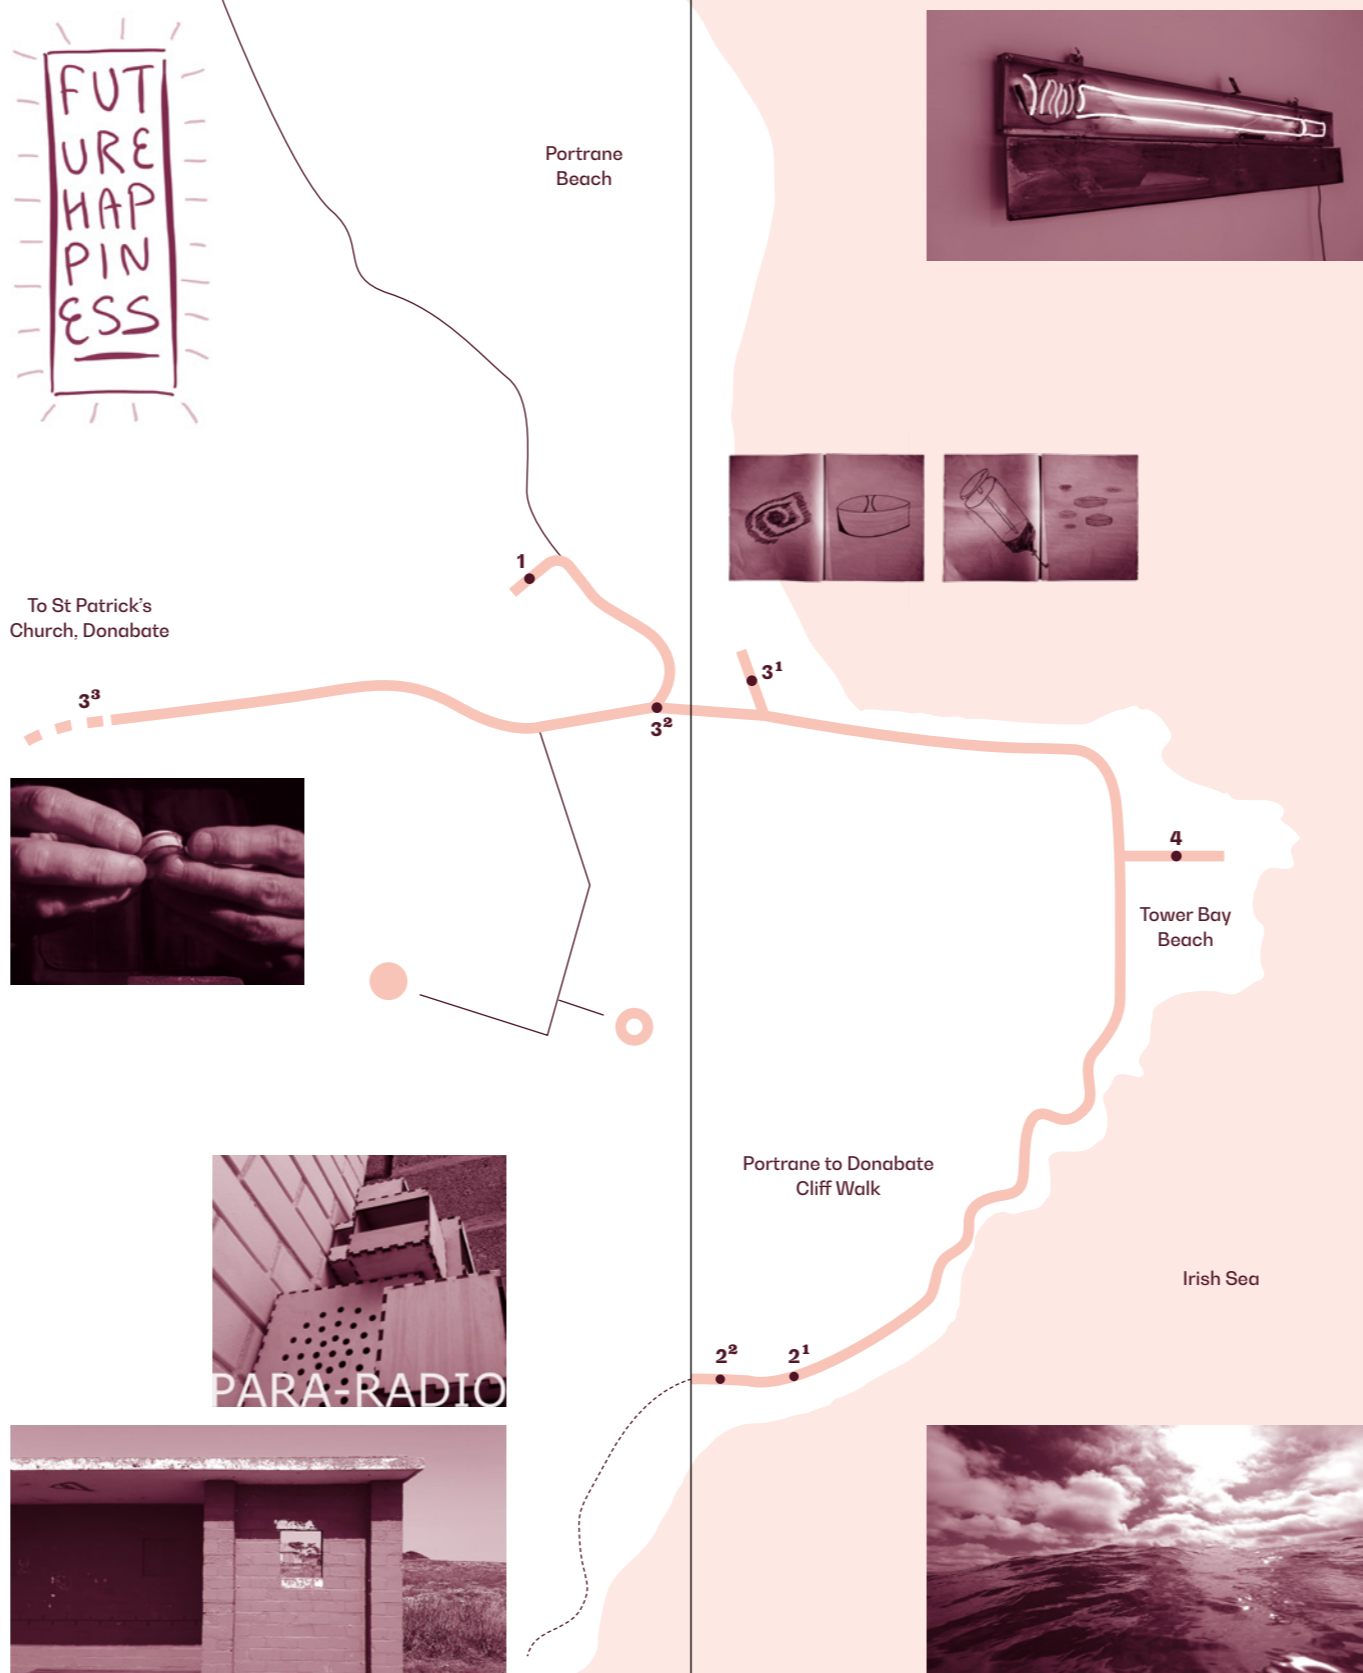 FUT
URE
HAP
PIN
ESS
Portrane
Beach
1
To St Patrick’s
Church, Donabate
3³
3²
3¹
4
Tower Bay
Beach
Portrane to Donabate
Cliff Walk
Irish Sea
2²
2¹
PARA-RADIO